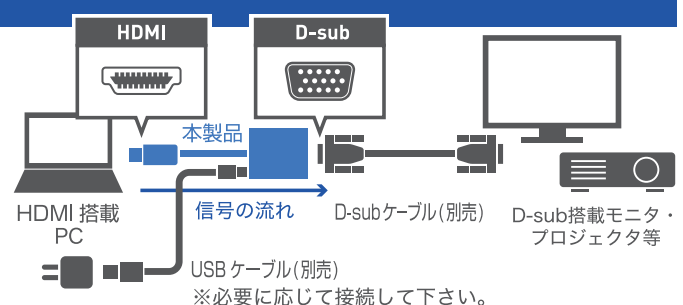 HDMI
D-sub
本製品
信号の流れ
HDMI 搭載
PC
D-subケーブル(別売)
D-sub搭載モニタ・
プロジェクタ等
USB ケーブル(別売)
※必要に応じて接続して下さい。